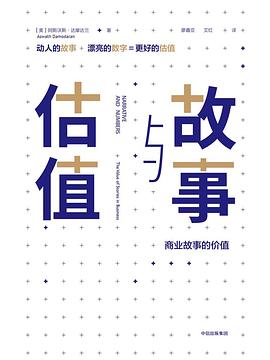 [美]阿斯沃斯·达摩达兰 著
Aswath Damodaran
廖鑫亚 艾红 译
动人的故事 + 漂亮的数字 = 更好的估值
故事
与
估值
NARRATIVE
AND NUMBERS
The Value of Stories in Business
商业故事的价值
中信出版集团